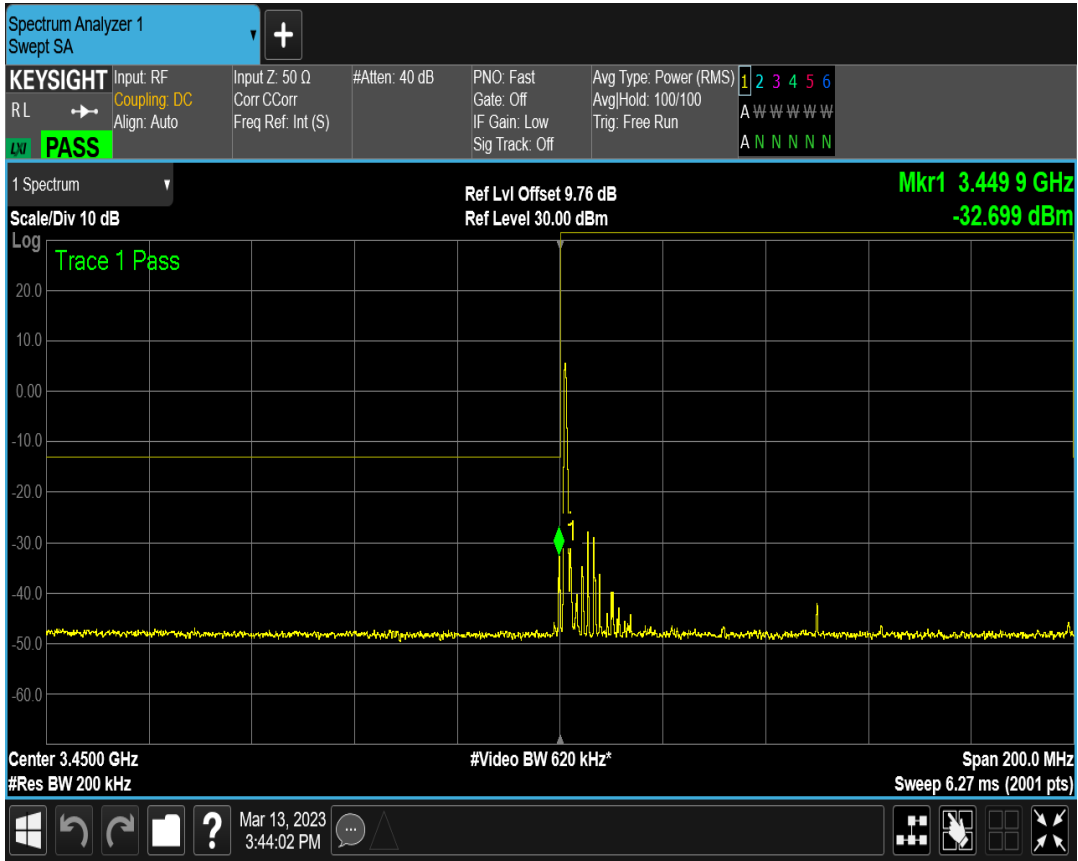 Spectrum Analyzer 1
Swept SA
+
KEYSIGHT
R L
LXI PASS
Input: RF
Coupling: DC
Align: Auto
Input Z: 50 Ω
Corr CCorr
Freq Ref: Int (S)
#Atten: 40 dB
PNO: Fast
Gate: Off
IF Gain: Low
Sig Track: Off
Avg Type: Power (RMS)
Avg|Hold: 100/100
Trig: Free Run
1 2 3 4 5 6
A W W W W W
A N N N N N
1 Spectrum
Scale/Div 10 dB
Ref Lvl Offset 9.76 dB
Ref Level 30.00 dBm
Mkr1 3.449 9 GHz
-32.699 dBm
Log
Trace 1 Pass
20.0
10.0
0.00
-10.0
-20.0
1
-30.0
-40.0
-50.0
-60.0
Center 3.4500 GHz
#Res BW 200 kHz
#Video BW 620 kHz*
Span 200.0 MHz
Sweep 6.27 ms (2001 pts)
?
Mar 13, 2023
3:44:02 PM